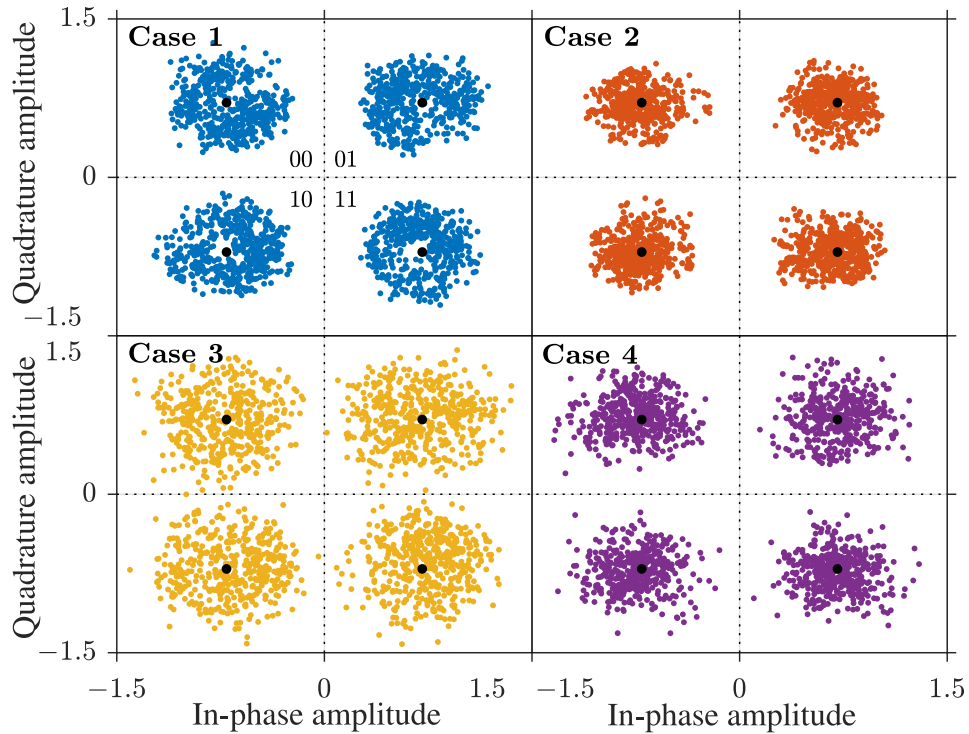 1.5
Case 1
Case 2
Quadrature amplitude
00 01
0
10 11
−1.5
1.5
Case 3
Case 4
Quadrature amplitude
0
−1.5
−1.5 0 1.5 −1.5 0 1.5
In-phase amplitude In-phase amplitude